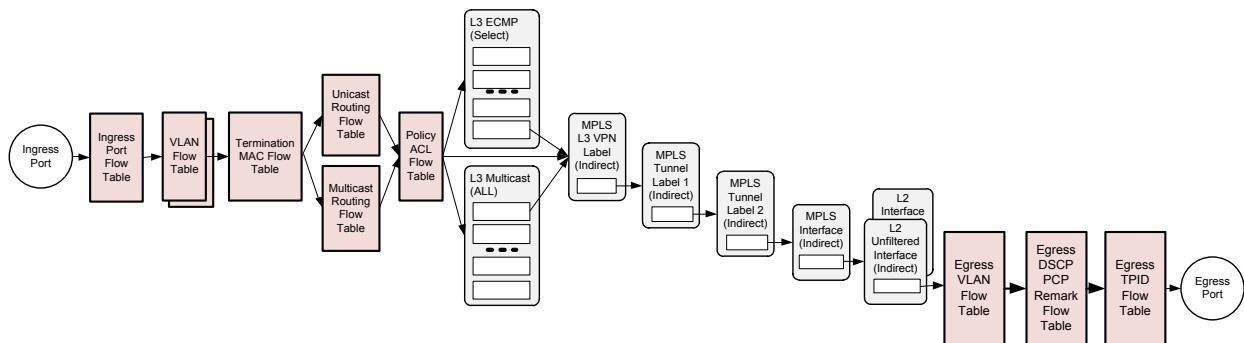 Ingress
Port
Ingress
Port
Flow
Table
VLAN
Flow
Table
Termination
MAC Flow
Table
Unicast
Routing
Flow
Table
Multicast
Routing
Flow
Table
Policy
ACL
Flow
Table
L3 ECMP
(Select)
L3 Multicast
(ALL)
MPLS
L3 VPN
Label
(Indirect)
MPLS
Tunnel
Label 1
(Indirect)
MPLS
Tunnel
Label 2
(Indirect)
MPLS
Interface
(Indirect)
L2
Interface
L2
Unfiltered
Interface
(Indirect)
Egress
VLAN
Flow
Table
Egress
DSCP
PCP
Remark
Flow
Table
Egress
TPID
Flow
Table
Egress
Port